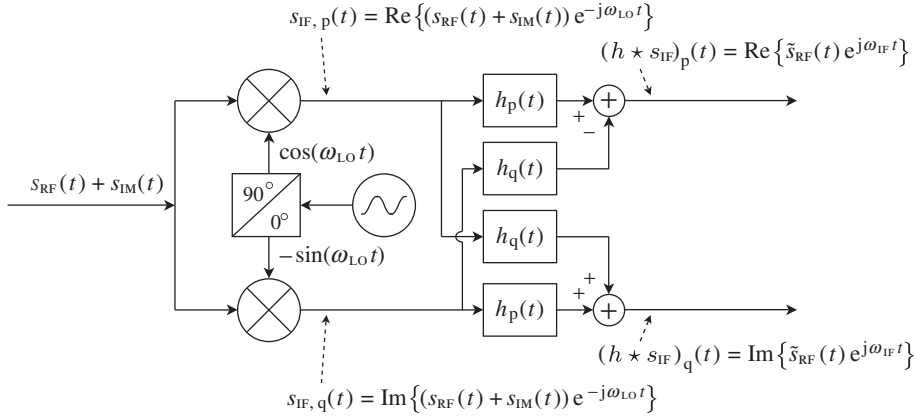 s_IF, p(t) = Re{(s_RF(t) + s_IM(t)) e^{−jω_LO t}}
(h ⋆ s_IF)_p(t) = Re{s̃_RF(t) e^{jω_IF t}}
h_p(t)
+
+
−
cos(ω_LO t)
h_q(t)
s_RF(t) + s_IM(t)
90°
0°
h_q(t)
−sin(ω_LO t)
+
+
+
h_p(t)
(h ⋆ s_IF)_q(t) = Im{s̃_RF(t) e^{jω_IF t}}
s_IF, q(t) = Im{(s_RF(t) + s_IM(t)) e^{−jω_LO t}}